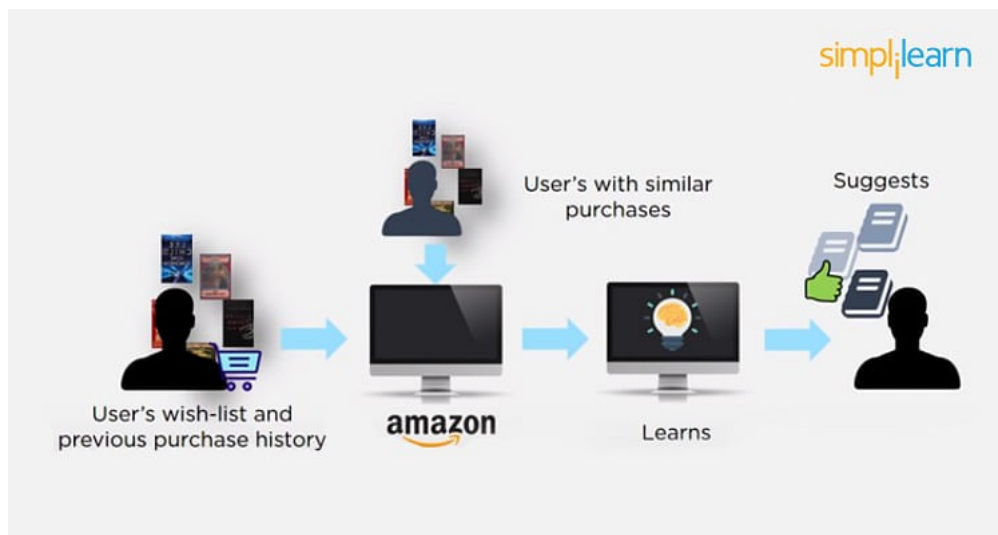 simplilearn
User's with similar
purchases
Suggests
User's wish-list and
previous purchase history
amazon
Learns